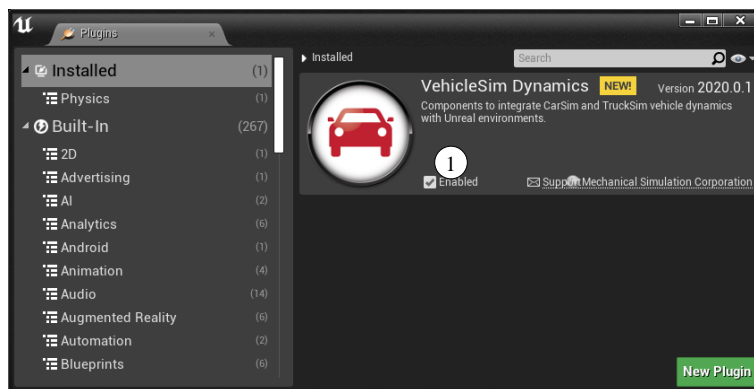 Plugins
Installed (1)
Physics (1)
Built-In (267)
2D (1)
Advertising (1)
AI (2)
Analytics (6)
Android (1)
Animation (4)
Audio (14)
Augmented Reality (6)
Automation (2)
Blueprints (6)
Installed
Search
VehicleSim Dynamics NEW! Version 2020.0.1
Components to integrate CarSim and TruckSim vehicle dynamics
with Unreal environments.
1
Enabled
Support Mechanical Simulation Corporation
New Plugin